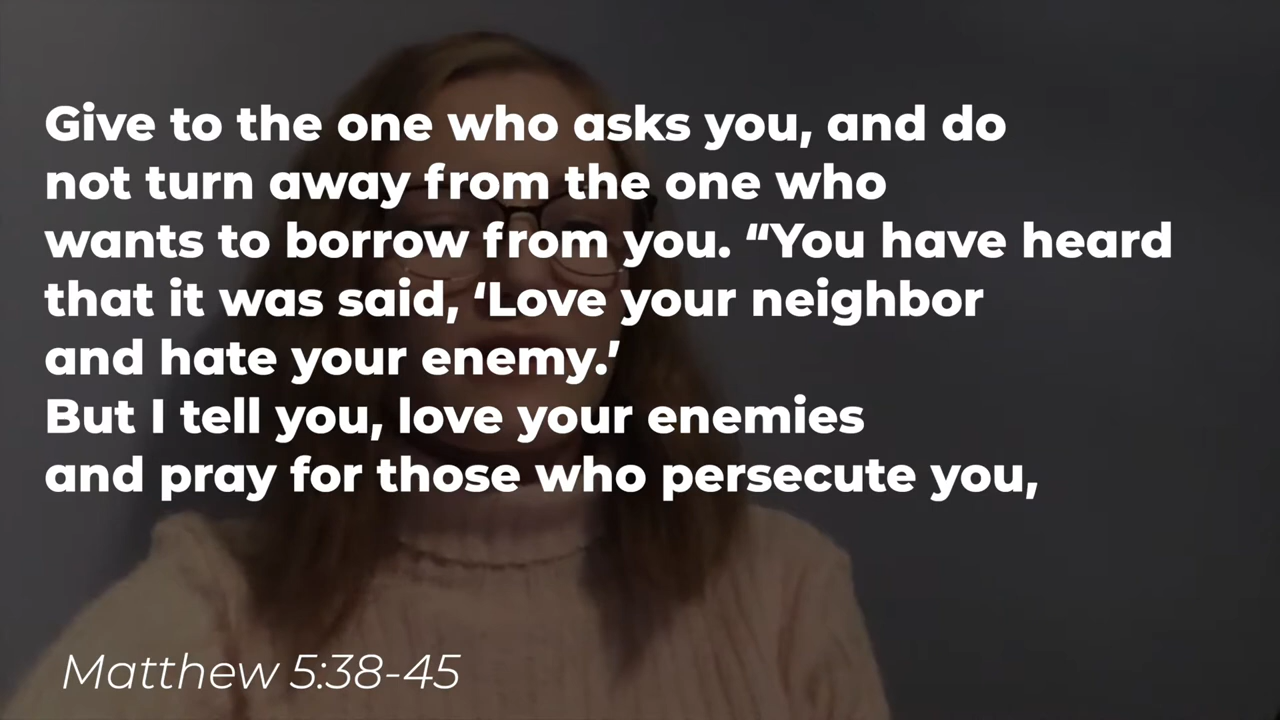 Give to the one who asks you, and do
not turn away from the one who
wants to borrow from you. “You have heard
that it was said, ‘Love your neighbor
and hate your enemy.’
But I tell you, love your enemies
and pray for those who persecute you,
Matthew 5:38-45